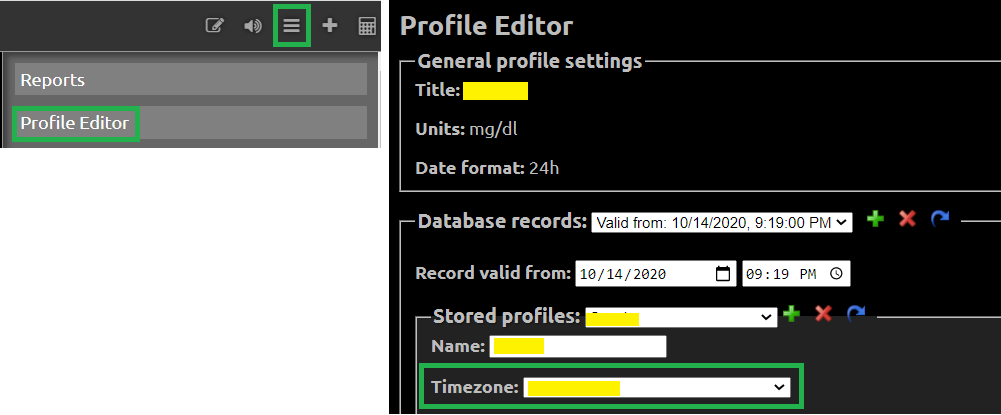 Reports
Profile Editor
Profile Editor
General profile settings
Title:
Units: mg/dl
Date format: 24h
Database records: Valid from: 10/14/2020, 9:19:00 PM
Record valid from: 10/14/2020 09:19 PM
Stored profiles:
Name:
Timezone: